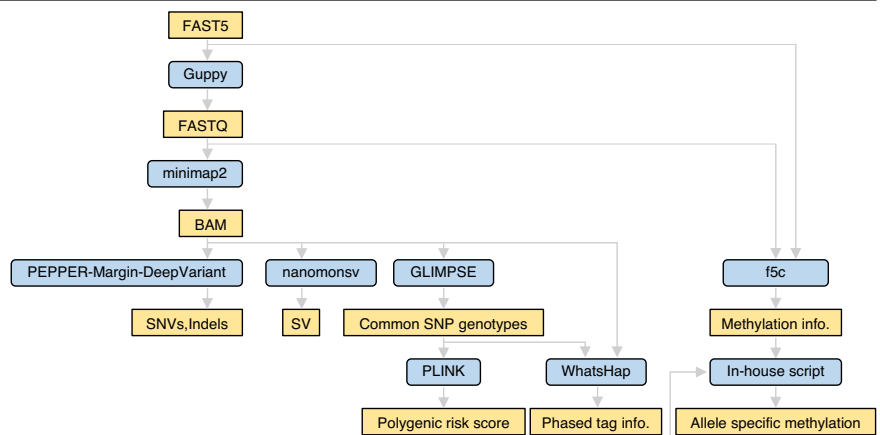 FAST5
Guppy
FASTQ
minimap2
BAM
PEPPER-Margin-DeepVariant
nanomonsv
GLIMPSE
f5c
SNVs,Indels
SV
Common SNP genotypes
Methylation info.
PLINK
WhatsHap
In-house script
Polygenic risk score
Phased tag info.
Allele specific methylation